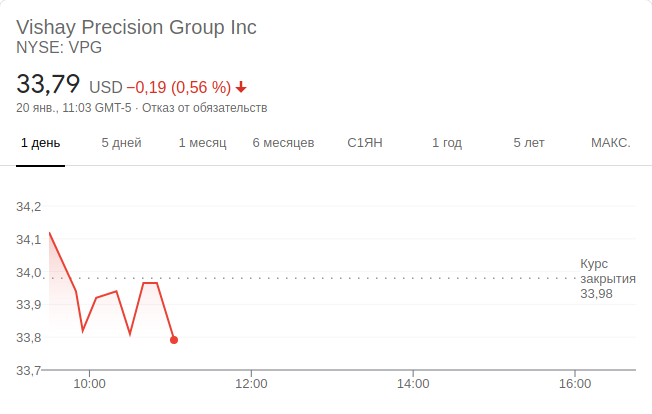 Vishay Precision Group Inc
NYSE: VPG
33,79 USD −0,19 (0,56 %)
20 янв., 11:03 GMT-5 · Отказ от обязательств
1 день 5 дней 1 месяц 6 месяцев С1ЯН 1 год 5 лет МАКС.
34,2
34,1
34,0
33,9
33,8
33,7
Курс
закрытия
33,98
10:00 12:00 14:00 16:00